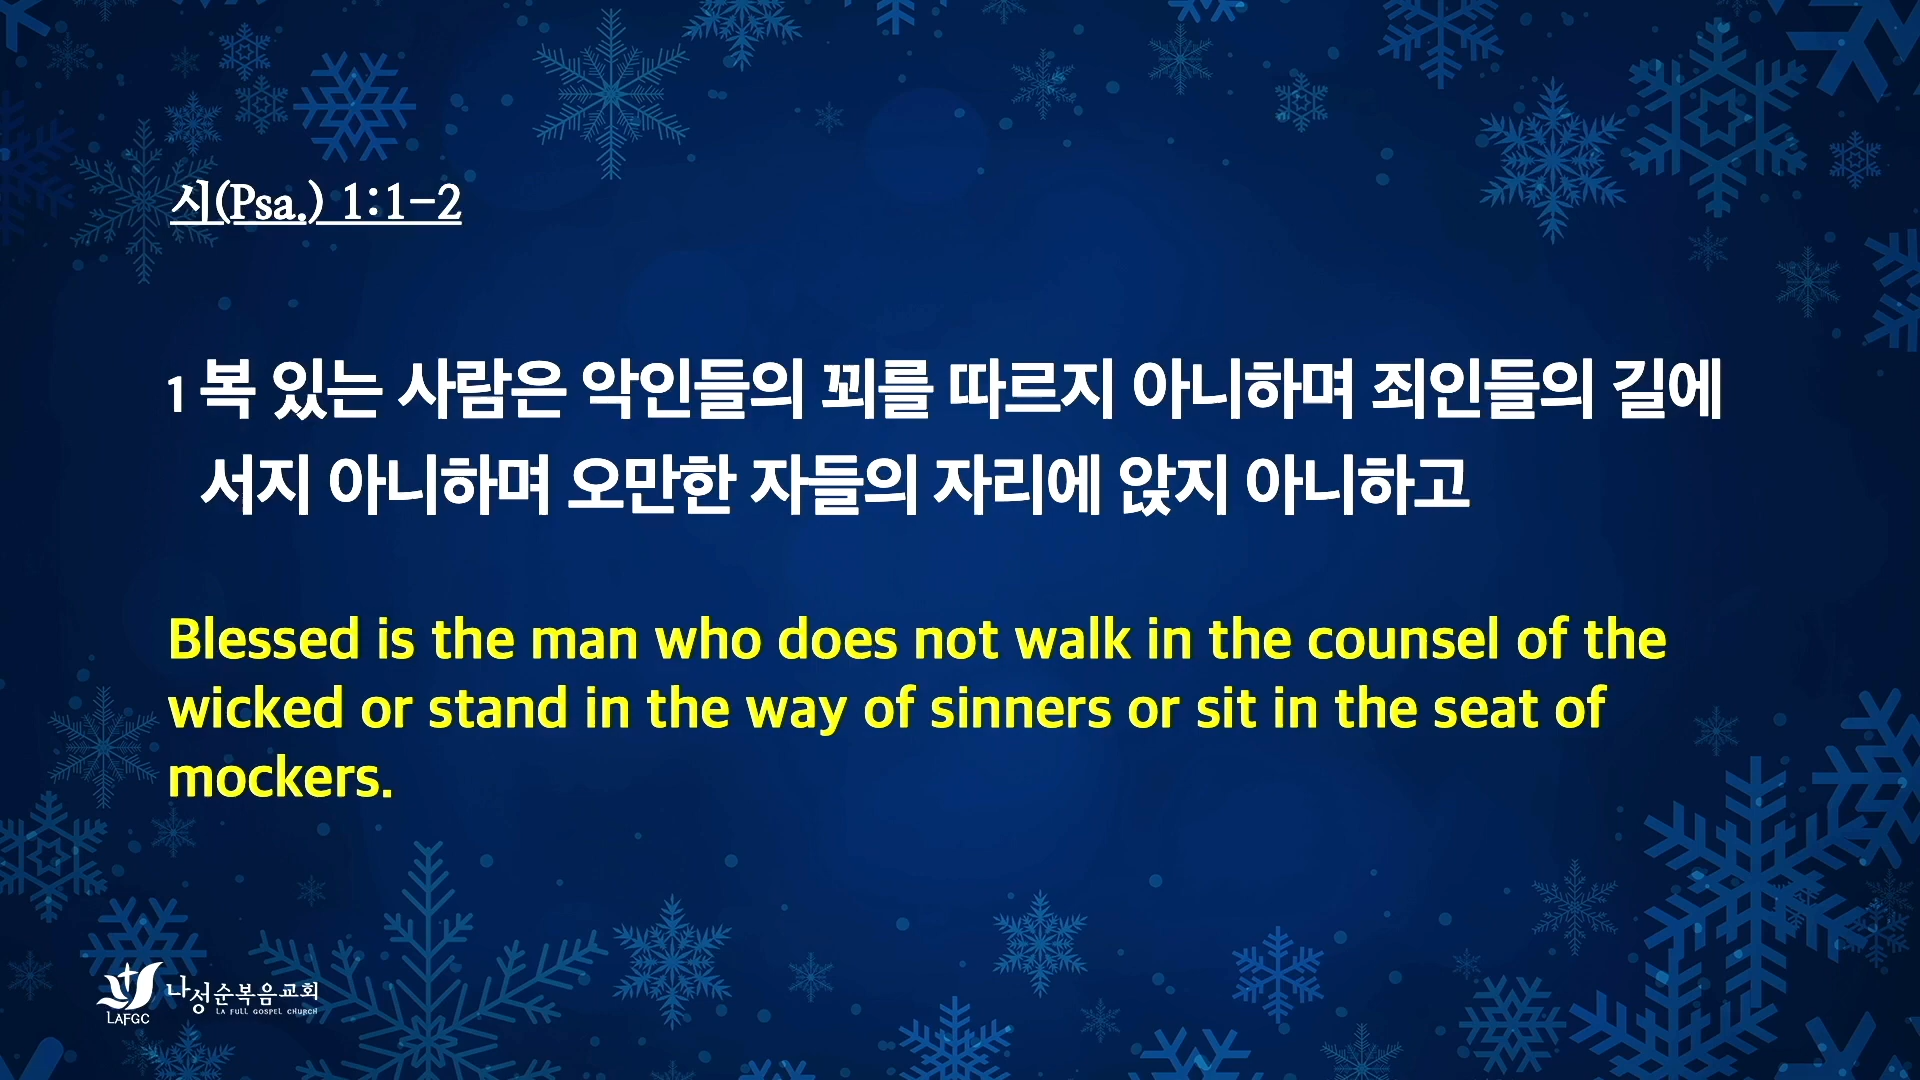 시(Psa.) 1:1-2
1 복 있는 사람은 악인들의 꾀를 따르지 아니하며 죄인들의 길에
서지 아니하며 오만한 자들의 자리에 앉지 아니하고
Blessed is the man who does not walk in the counsel of the
wicked or stand in the way of sinners or sit in the seat of
mockers.
나성순복음교회
LA FULL GOSPEL CHURCH
LAFGC